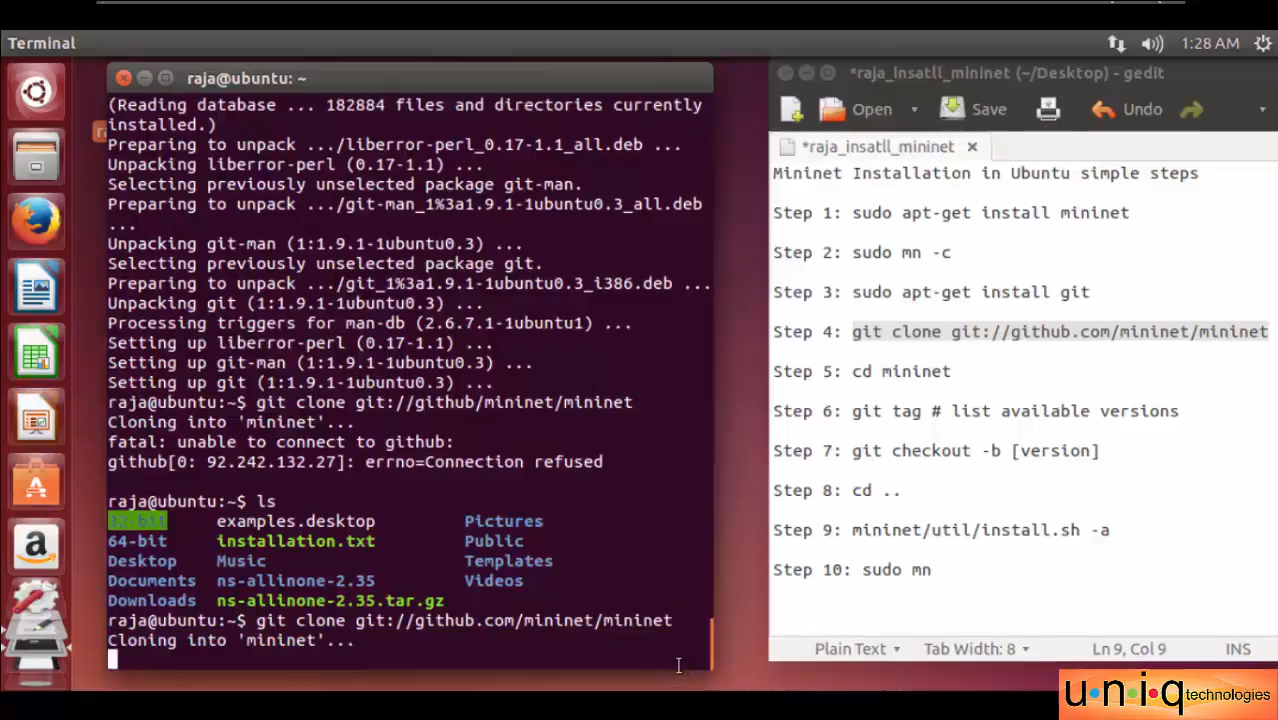 Terminal
1:28 AM
raja@ubuntu: ~
(Reading database ... 182884 files and directories currently
installed.)
Preparing to unpack .../liberror-perl_0.17-1.1_all.deb ...
Unpacking liberror-perl (0.17-1.1) ...
Selecting previously unselected package git-man.
Preparing to unpack .../git-man_1%3a1.9.1-1ubuntu0.3_all.deb
...
Unpacking git-man (1:1.9.1-1ubuntu0.3) ...
Selecting previously unselected package git.
Preparing to unpack .../git_1%3a1.9.1-1ubuntu0.3_i386.deb ...
Unpacking git (1:1.9.1-1ubuntu0.3) ...
Processing triggers for man-db (2.6.7.1-1ubuntu1) ...
Setting up liberror-perl (0.17-1.1) ...
Setting up git-man (1:1.9.1-1ubuntu0.3) ...
Setting up git (1:1.9.1-1ubuntu0.3) ...
raja@ubuntu:~$ git clone git://github/mininet/mininet
Cloning into 'mininet'...
fatal: unable to connect to github:
github[0: 92.242.132.27]: errno=Connection refused
raja@ubuntu:~$ ls
32-bit examples.desktop Pictures
64-bit installation.txt Public
Desktop Music Templates
Documents ns-allinone-2.35 Videos
Downloads ns-allinone-2.35.tar.gz
raja@ubuntu:~$ git clone git://github.com/mininet/mininet
Cloning into 'mininet'...
*raja_insatll_mininet (~/Desktop) - gedit
Open Save Undo
*raja_insatll_mininet
Mininet Installation in Ubuntu simple steps
Step 1: sudo apt-get install mininet
Step 2: sudo mn -c
Step 3: sudo apt-get install git
Step 4: git clone git://github.com/mininet/mininet
Step 5: cd mininet
Step 6: git tag # list available versions
Step 7: git checkout -b [version]
Step 8: cd ..
Step 9: mininet/util/install.sh -a
Step 10: sudo mn
Plain Text Tab Width: 8 Ln 9, Col 9 INS
uniq technologies